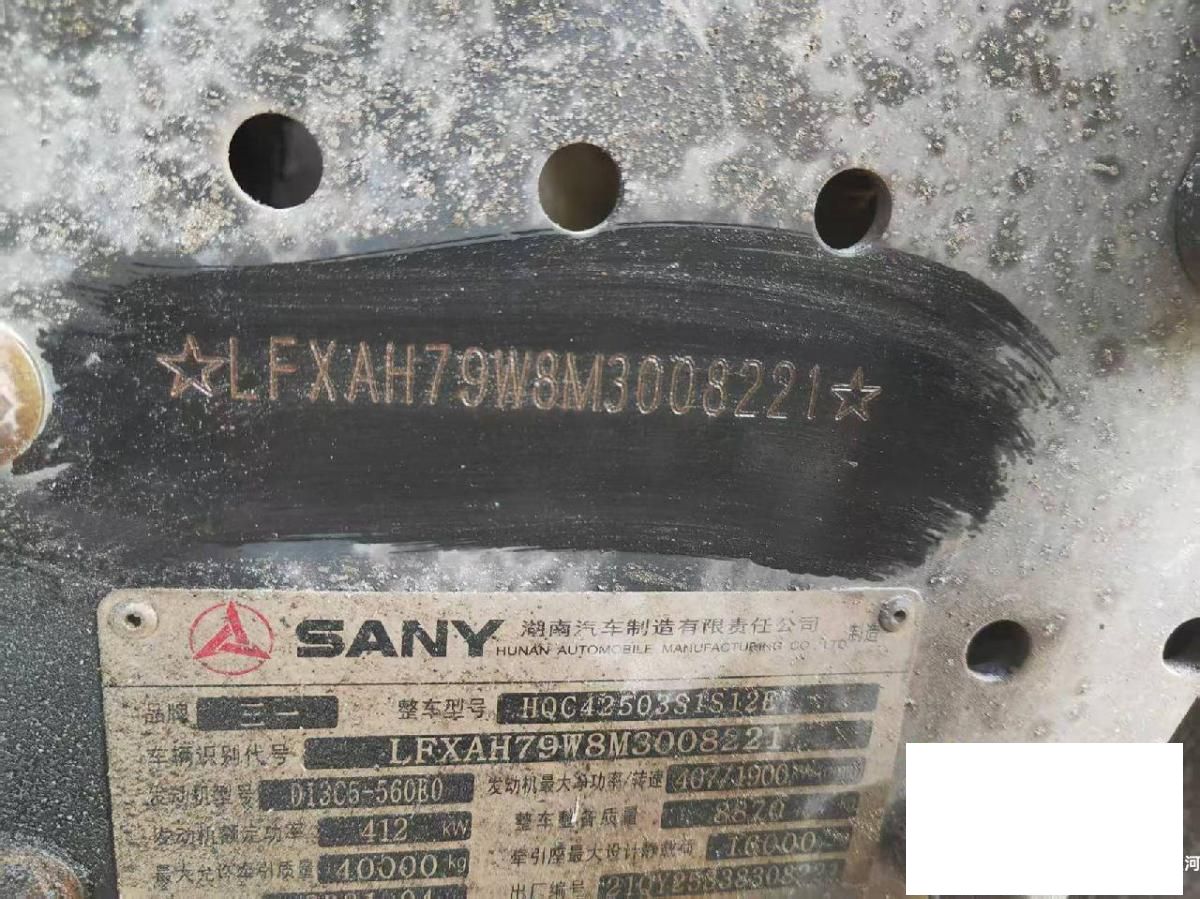 ☆LFXAH79W8M3008221☆
SANY 湖南汽车制造有限责任公司 制造
HUNAN AUTOMOBILE MANUFACTURING CO., LTD
品牌 三一 整车型号 HQC42503S1S12E
车辆识别代号 LFXAH79W8M3008221
发动机型号 D13C5-560E0 发动机最大净功率/转速 407/1900
发动机额定功率 412 kW 整车整备质量 8870 kg
最大允许牵引质量 40000 kg 牵引座最大设计静载荷 16000
出厂编号
河